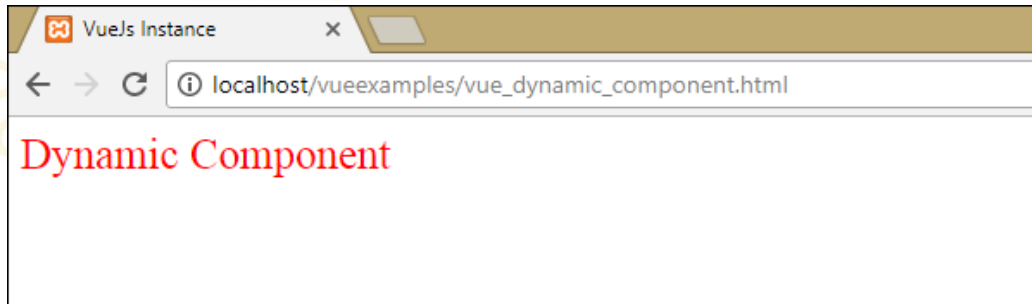 VueJs Instance
localhost/vueexamples/vue_dynamic_component.html
Dynamic Component